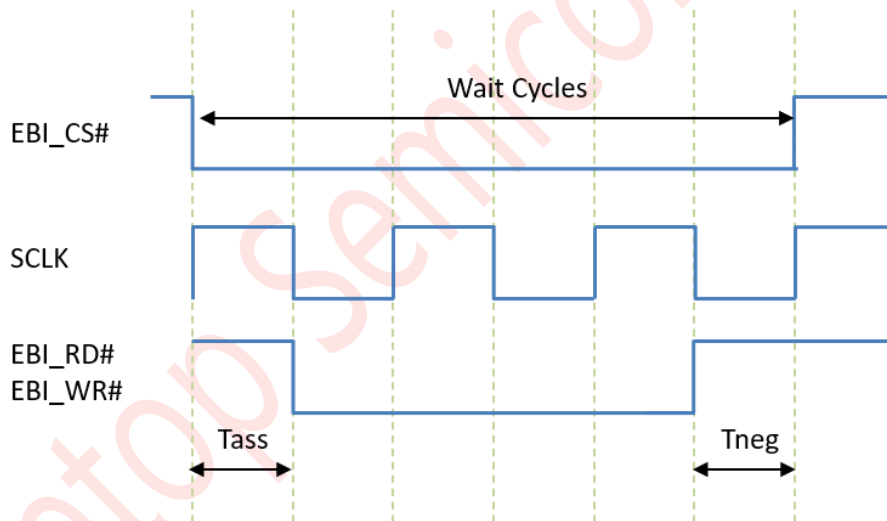 Wait Cycles
EBI_CS#
SCLK
EBI_RD#
EBI_WR#
Tass
Tneg